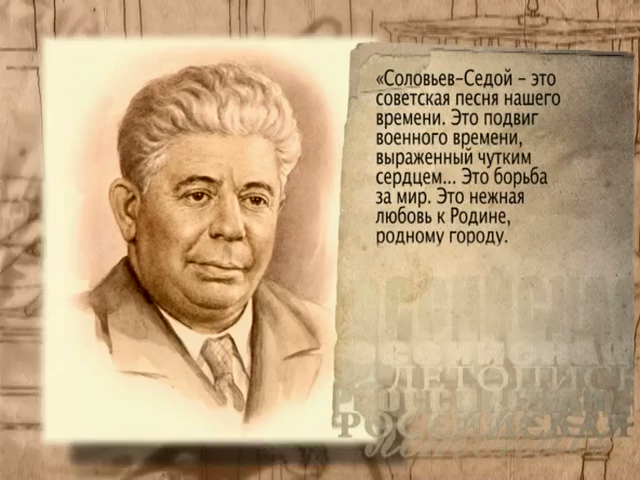 «Соловьев-Седой – это
советская песня нашего
времени. Это подвиг
военного времени,
выраженный чутким
сердцем... Это борьба
за мир. Это нежная
любовь к Родине,
родному городу.
ЛЕТОПИС
РОССИЙСКАЯ